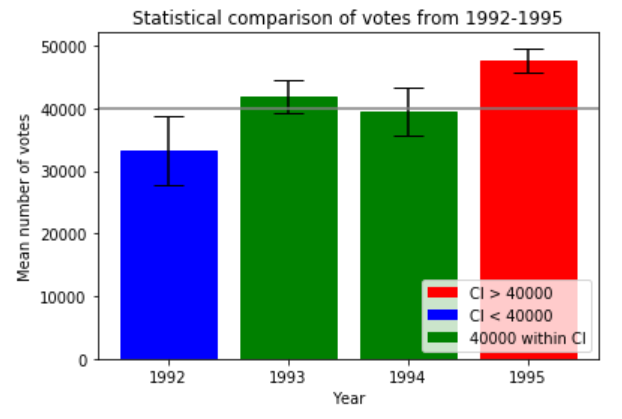 Statistical comparison of votes from 1992-1995
Mean number of votes
50000
40000
30000
20000
10000
0
CI > 40000
CI < 40000
40000 within CI
1992 1993 1994 1995
Year